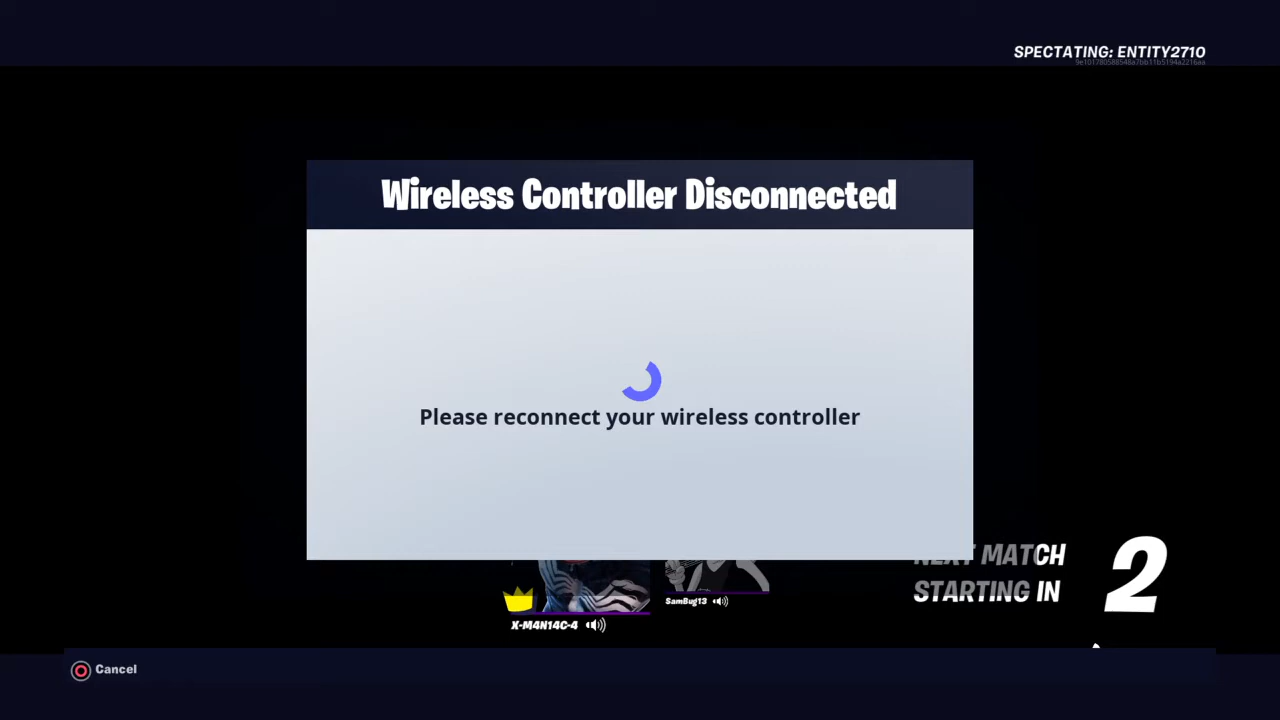 SPECTATING: ENTITY2710
Wireless Controller Disconnected
Please reconnect your wireless controller
NEXT MATCH
STARTING IN
2
SamBug13
X-M4N14C-4
Cancel